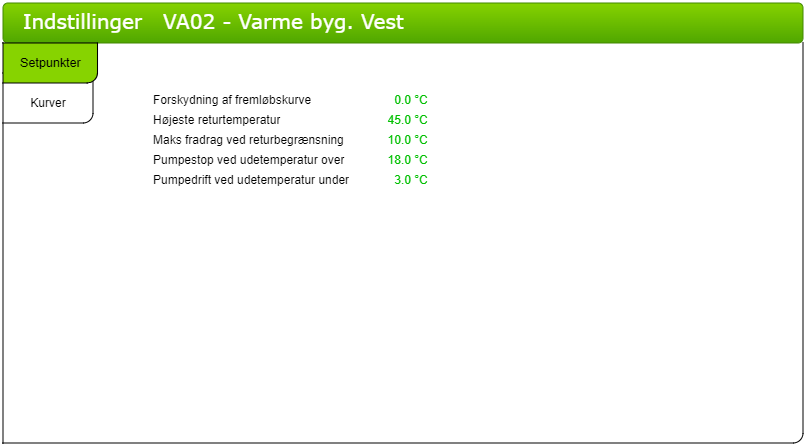 Indstillinger VA02 - Varme byg. Vest
Setpunkter
Kurver
Forskydning af fremløbskurve 0.0 °C
Højeste returtemperatur 45.0 °C
Maks fradrag ved returbegrænsning 10.0 °C
Pumpestop ved udetemperatur over 18.0 °C
Pumpedrift ved udetemperatur under 3.0 °C